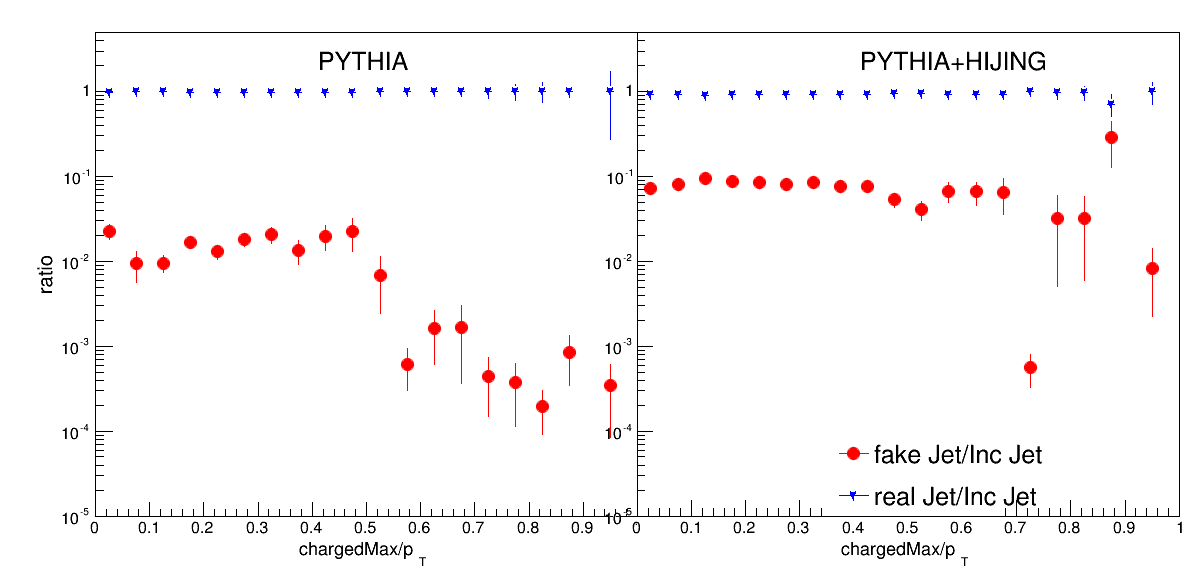 PYTHIA
PYTHIA+HIJING
ratio
1
10^-1
10^-2
10^-3
10^-4
10^-5
1
10^-1
10^-2
10^-3
10^-4
10^-5
fake Jet/Inc Jet
real Jet/Inc Jet
0 0.1 0.2 0.3 0.4 0.5 0.6 0.7 0.8 0.9
0 0.1 0.2 0.3 0.4 0.5 0.6 0.7 0.8 0.9 1
chargedMax/p_T
chargedMax/p_T